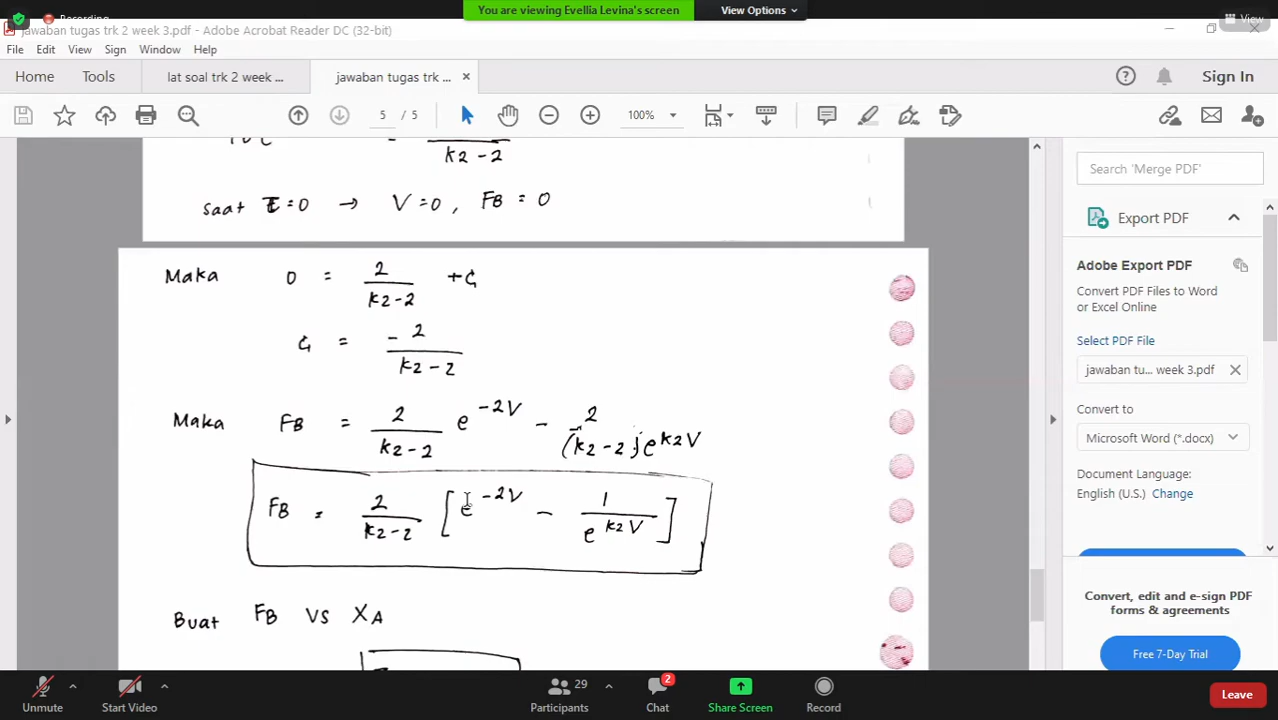 Recording
You are viewing Evellia Levina's screen
View Options
View
jawaban tugas trk 2 week 3.pdf - Adobe Acrobat Reader DC (32-bit)
File Edit View Sign Window Help
Home Tools lat soal trk 2 week ... jawaban tugas trk ... Sign In
5 / 5 100%
k2-2
saat τ=0 → V=0, FB = 0
Maka 0 = 2/(k2-2) + C1
C1 = -2/(k2-2)
Maka FB = 2/(k2-2) e^-2V - 2/((k2-2)e^k2V)
FB = 2/(k2-2) [e^-2V - 1/e^k2V]
Buat FB VS XA
Search 'Merge PDF'
Export PDF
Adobe Export PDF
Convert PDF Files to Word
or Excel Online
Select PDF File
jawaban tu... week 3.pdf
Convert to
Microsoft Word (*.docx)
Document Language:
English (U.S.) Change
Convert, edit and e-sign PDF
forms & agreements
Free 7-Day Trial
Unmute
Start Video
29
Participants
2
Chat
Share Screen
Record
Leave